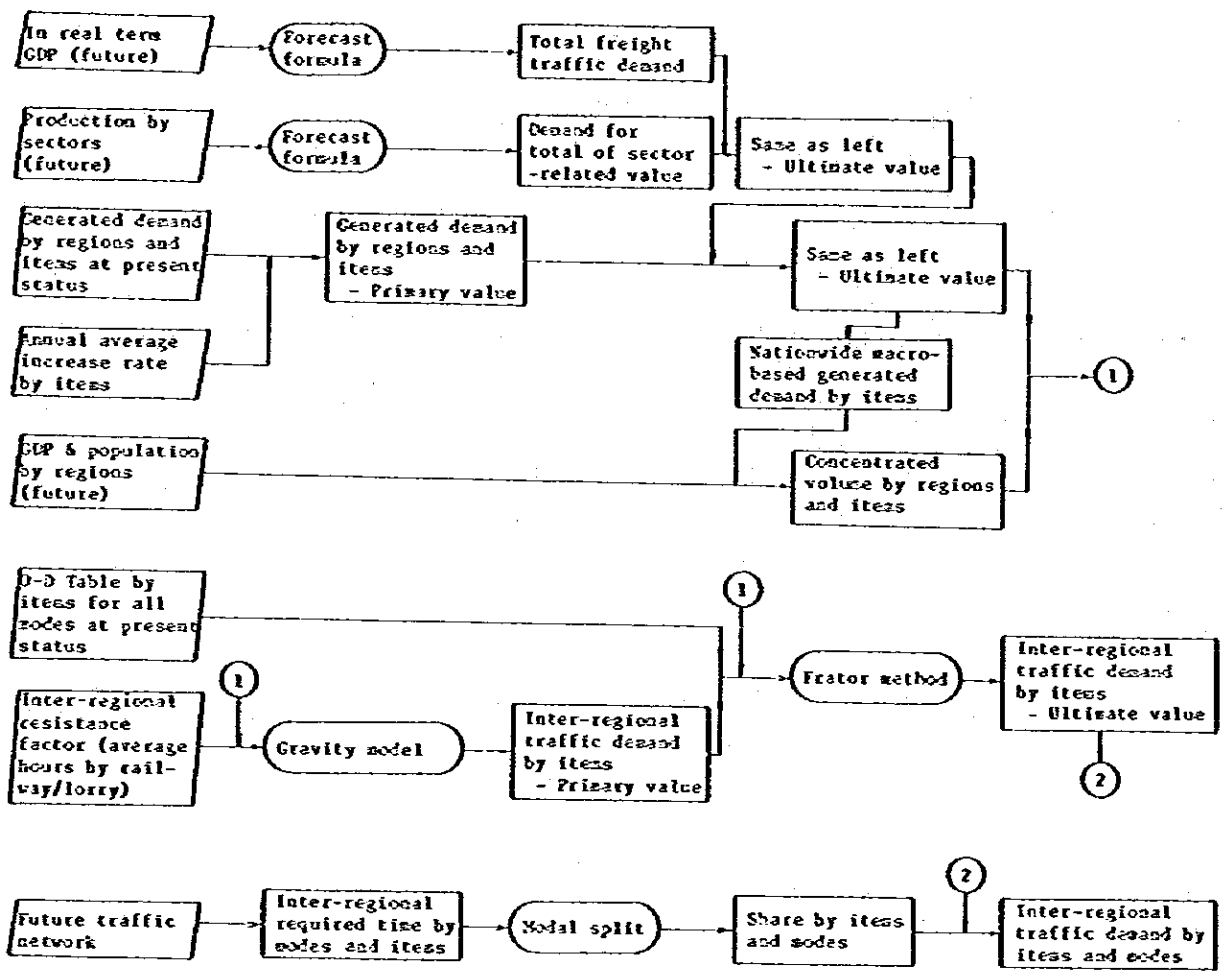 In real term
GDP (future)
Forecast
formula
Total freight
traffic demand
Production by
sectors
(future)
Forecast
formula
Demand for
total of sector
-related value
Same as left
- Ultimate value
Generated demand
by regions and
items at present
status
Generated demand
by regions and
items
- Primary value
Same as left
- Ultimate value
Annual average
increase rate
by items
Nationwide macro-
based generated
demand by items
1
GDP & population
by regions
(future)
Concentrated
volume by regions
and items
O-D Table by
items for all
modes at present
status
1
Frator method
Inter-regional
traffic demand
by items
- Ultimate value
2
Inter-regional
resistance
factor (average
hours by rail-
way/lorry)
1
Gravity model
Inter-regional
traffic demand
by items
- Primary value
Future traffic
network
Inter-regional
required time by
modes and items
Modal split
Share by items
and modes
2
Inter-regional
traffic demand by
items and modes